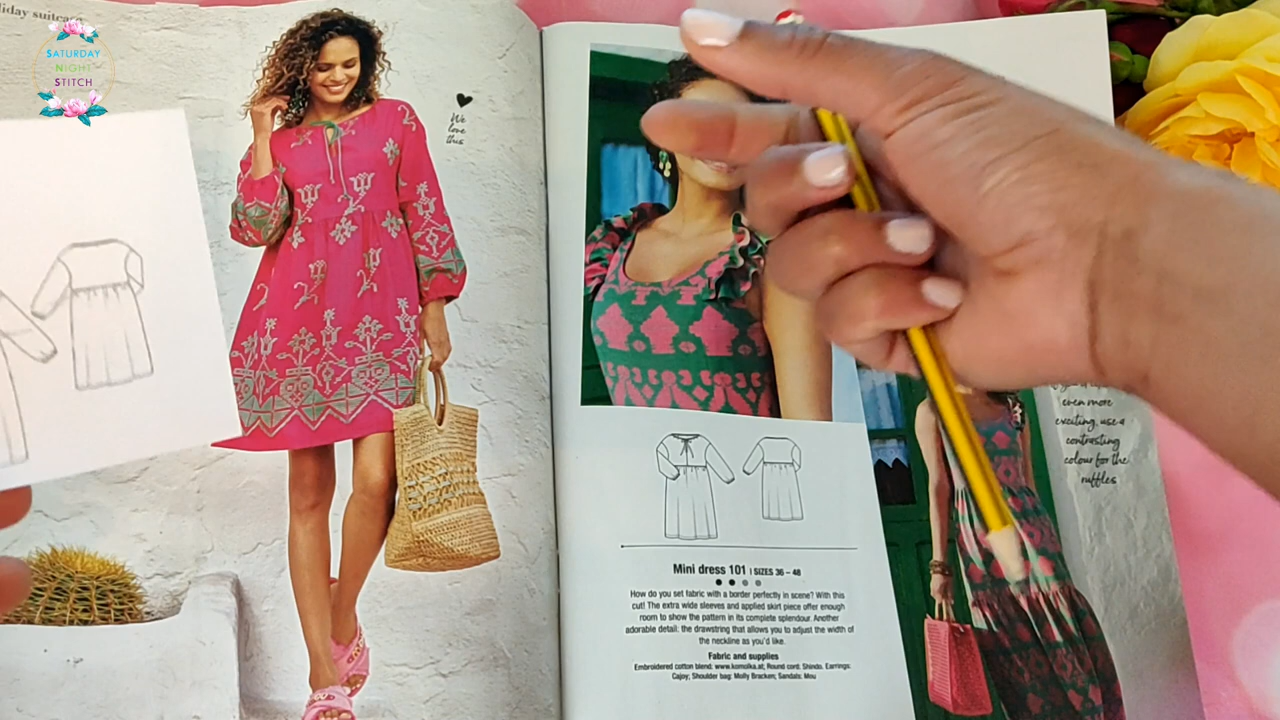 liday suitcase
SATURDAY
NIGHT
STITCH
We
love
this
even more
exciting, use a
contrasting
colour for the
ruffles
Mini dress 101 | SIZES 36 – 48
How do you set fabric with a border perfectly in scene? With this
cut! The extra wide sleeves and applied skirt piece offer enough
room to show the pattern in its complete splendour. Another
adorable detail: the drawstring that allows you to adjust the width of
the neckline as you'd like.
Fabric and supplies
Embroidered cotton blend: www.komolka.at; Round cord: Shindo. Earrings:
Cajoy; Shoulder bag: Molly Bracken; Sandals: Mou